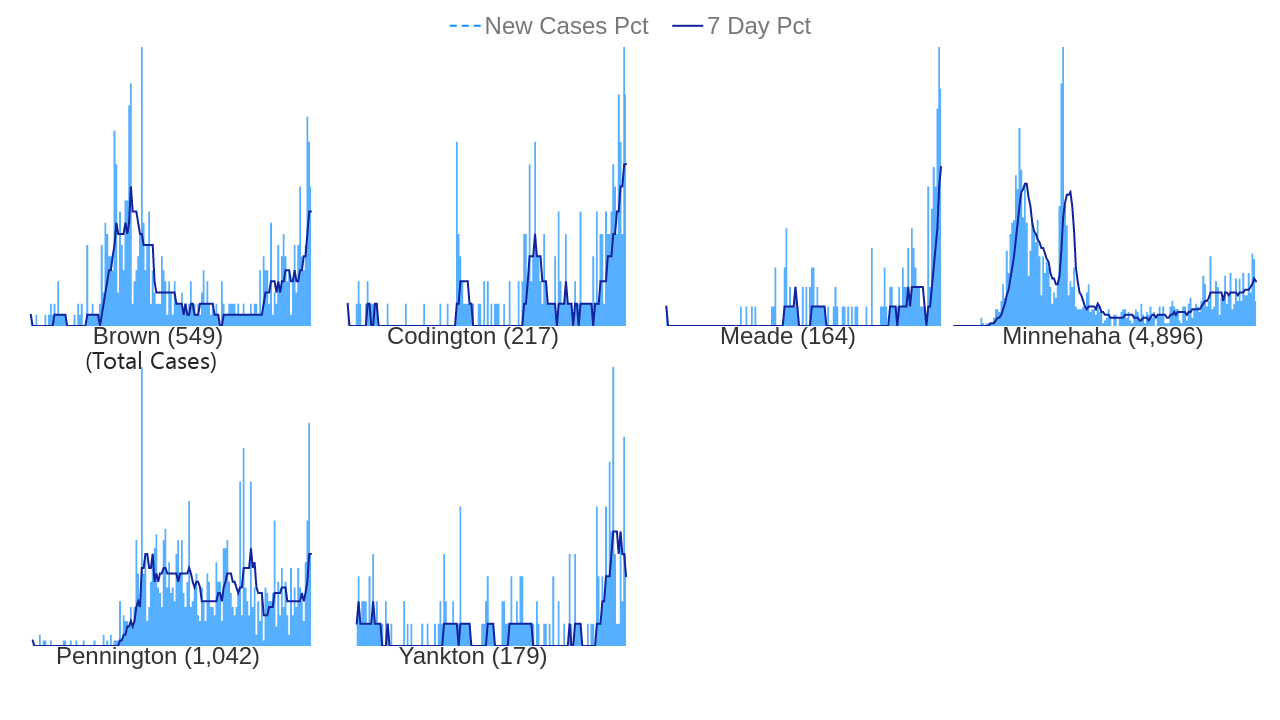 New Cases Pct 7 Day Pct
Brown (549) Codington (217) Meade (164) Minnehaha (4,896)
(Total Cases)
Pennington (1,042) Yankton (179)